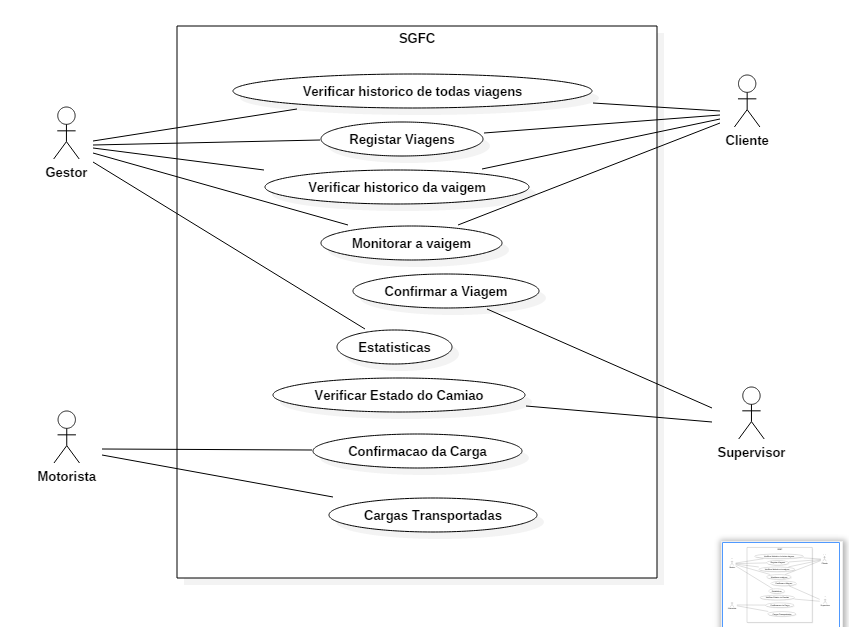 SGFC
Verificar historico de todas viagens
Registar Viagens
Cliente
Gestor
Verificar historico da vaigem
Monitorar a vaigem
Confirmar a Viagem
Estatisticas
Verificar Estado do Camiao
Confirmacao da Carga
Supervisor
Motorista
Cargas Transportadas